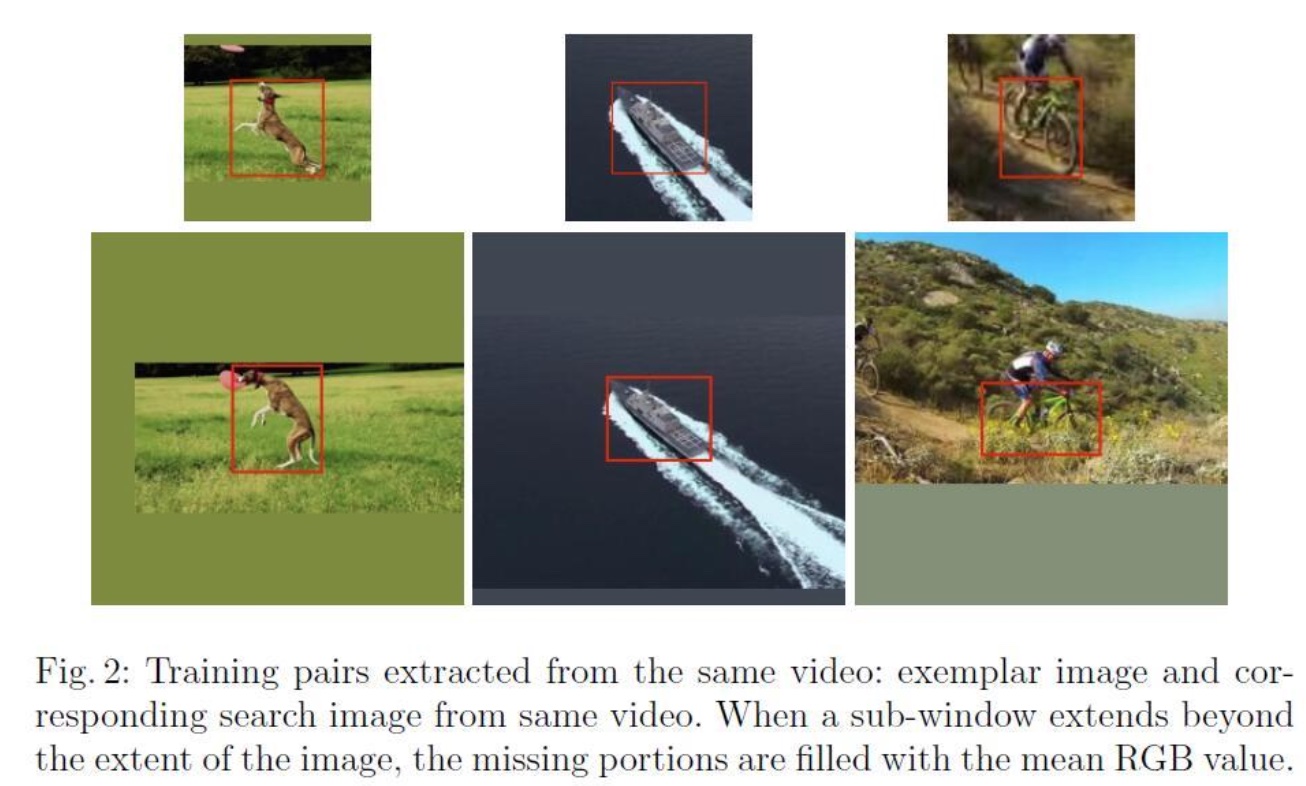 Fig. 2: Training pairs extracted from the same video: exemplar image and cor-
responding search image from same video. When a sub-window extends beyond
the extent of the image, the missing portions are filled with the mean RGB value.